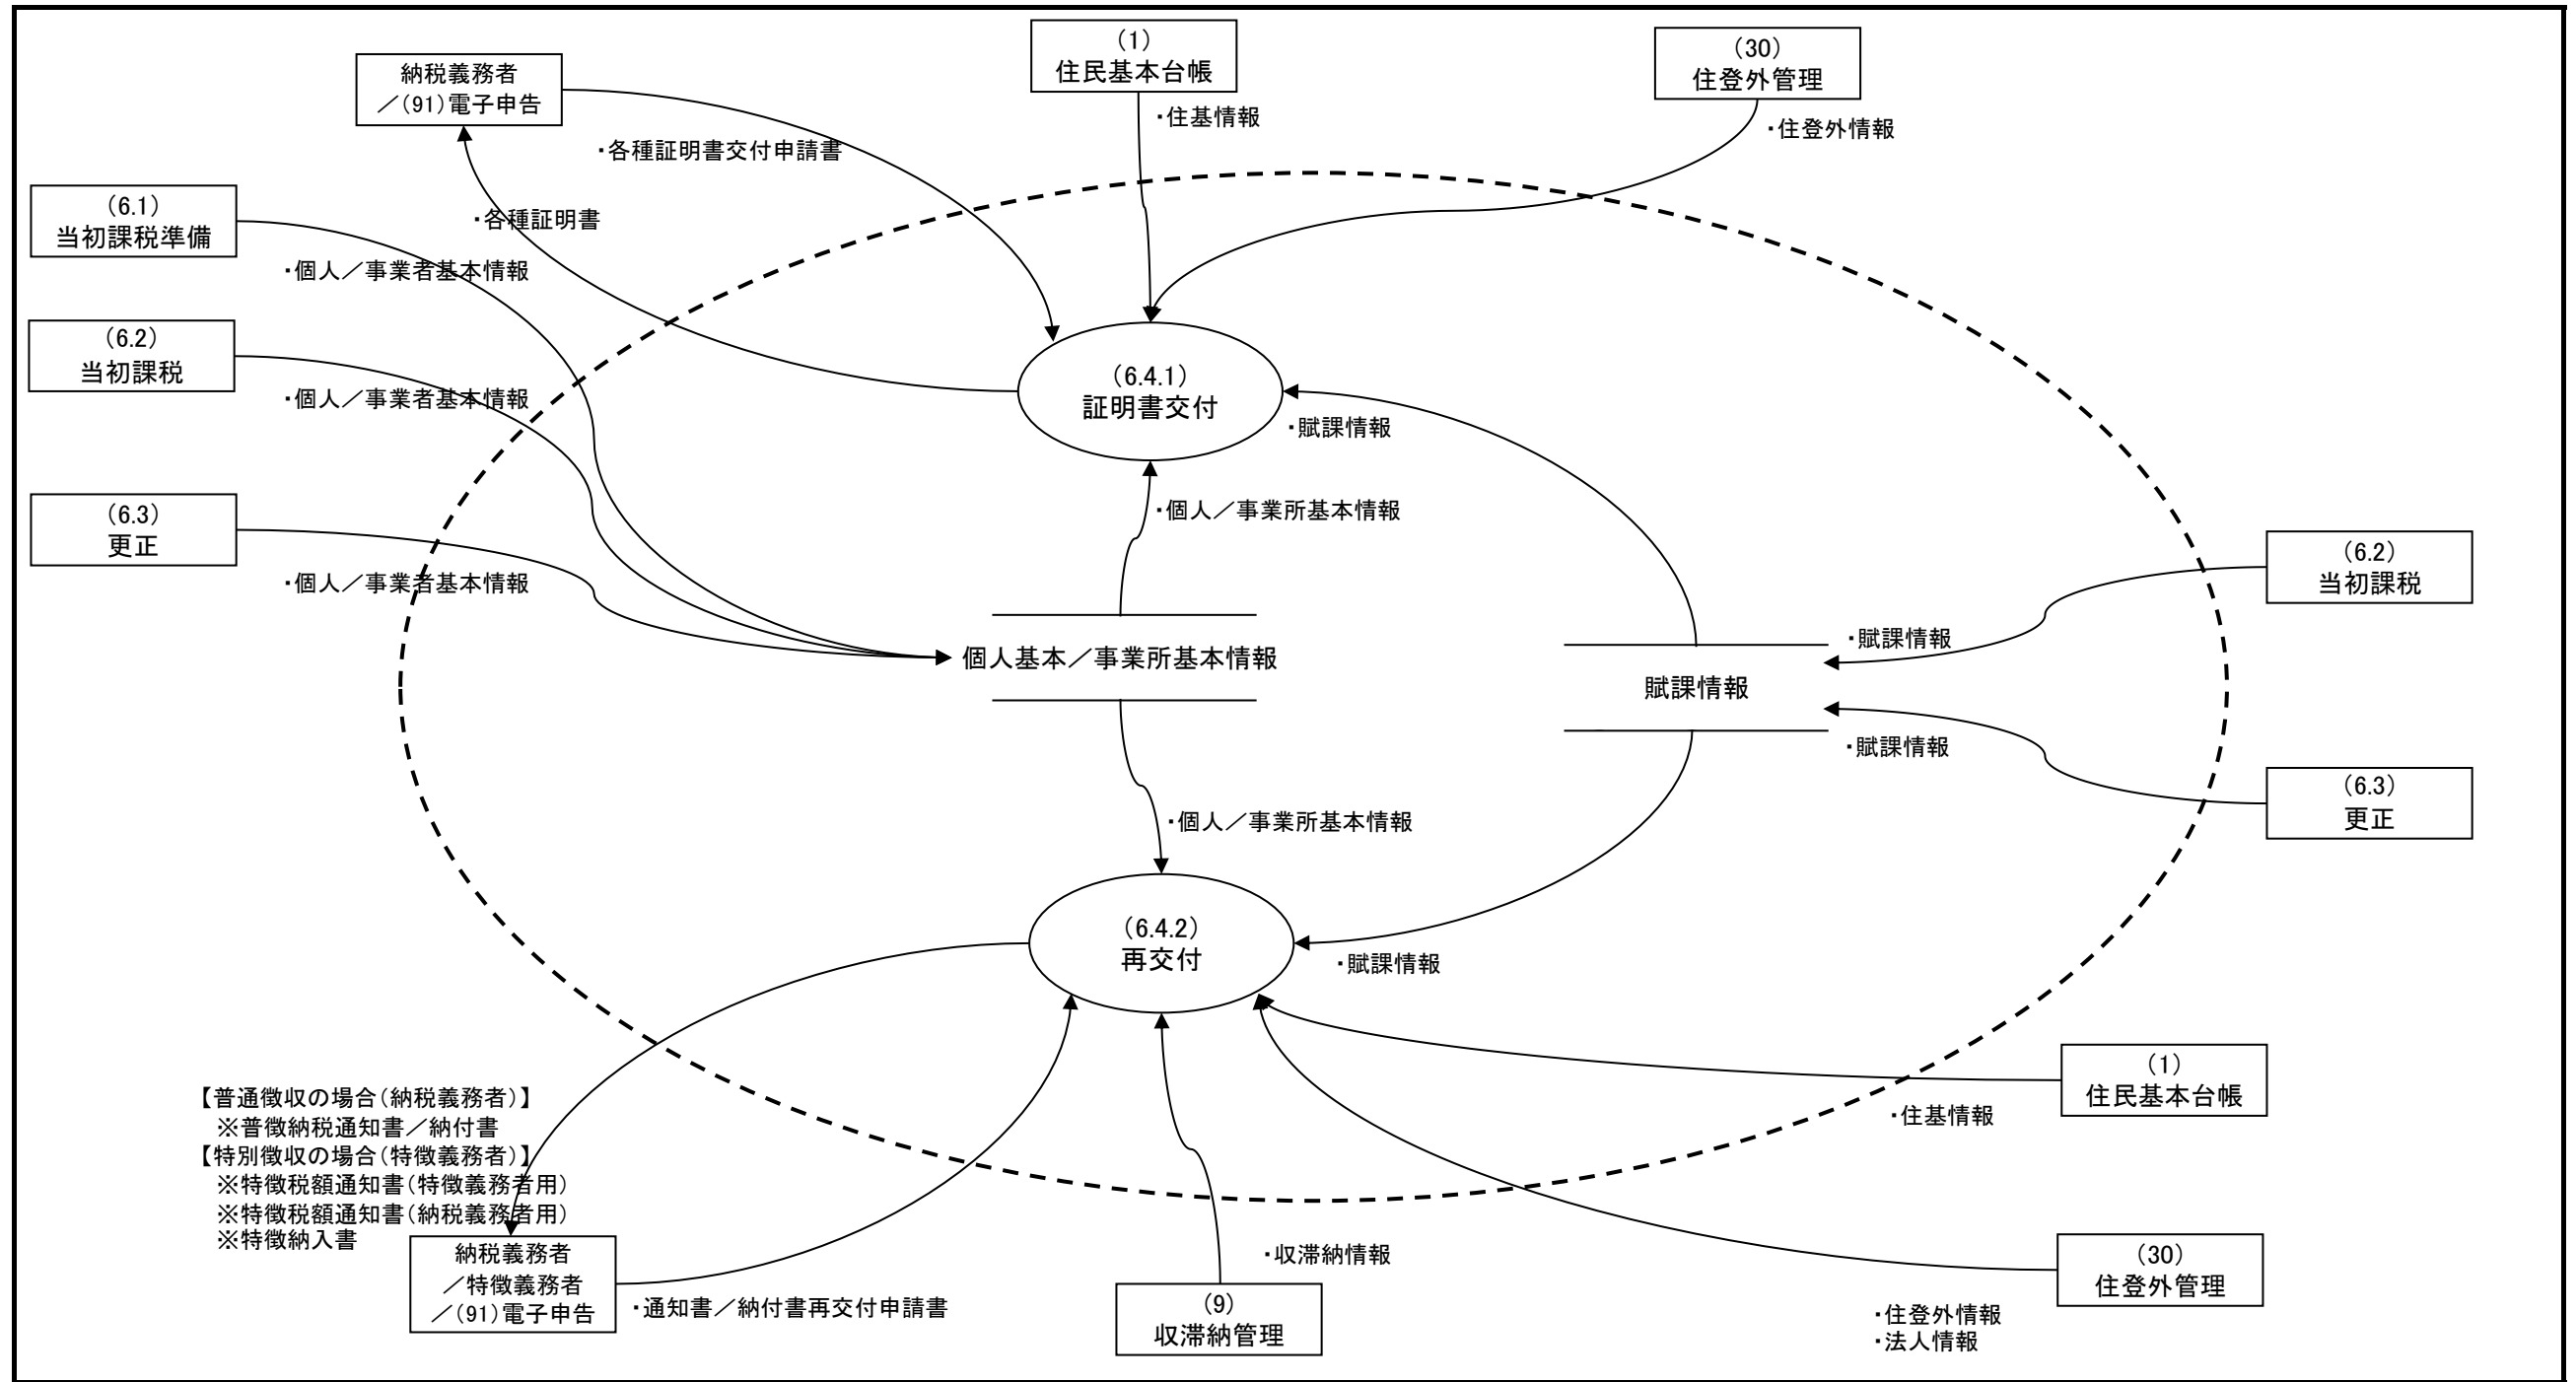 （1）
住民基本台帳
（30）
住登外管理
納税義務者
／（91）電子申告
・住基情報
・住登外情報
・各種証明書交付申請書
（6.1）
当初課税準備
・各種証明書
・個人／事業者基本情報
（6.2）
当初課税
・個人／事業者基本情報
（6.4.1）
証明書交付
・賦課情報
（6.3）
更正
・個人／事業所基本情報
・個人／事業者基本情報
（6.2）
当初課税
個人基本／事業所基本情報
・賦課情報
賦課情報
・賦課情報
（6.3）
更正
・個人／事業所基本情報
（6.4.2）
再交付
・賦課情報
（1）
住民基本台帳
・住基情報
【普通徴収の場合（納税義務者）】
※普徴納税通知書／納付書
【特別徴収の場合（特徴義務者）】
※特徴税額通知書（特徴義務者用）
※特徴税額通知書（納税義務者用）
※特徴納入書
納税義務者
／特徴義務者
／（91）電子申告
・通知書／納付書再交付申請書
・収滞納情報
（9）
収滞納管理
（30）
住登外管理
・住登外情報
・法人情報